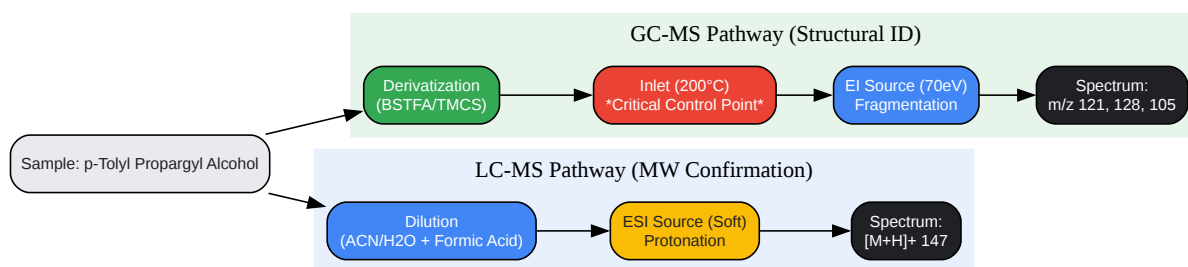 GC-MS Pathway (Structural ID)
Derivatization
(BSTFA/TMCS)
Inlet (200°C)
*Critical Control Point*
EI Source (70eV)
Fragmentation
Spectrum:
m/z 121, 128, 105
Sample: p-Tolyl Propargyl Alcohol
LC-MS Pathway (MW Confirmation)
Dilution
(ACN/H2O + Formic Acid)
ESI Source (Soft)
Protonation
Spectrum:
[M+H]+ 147